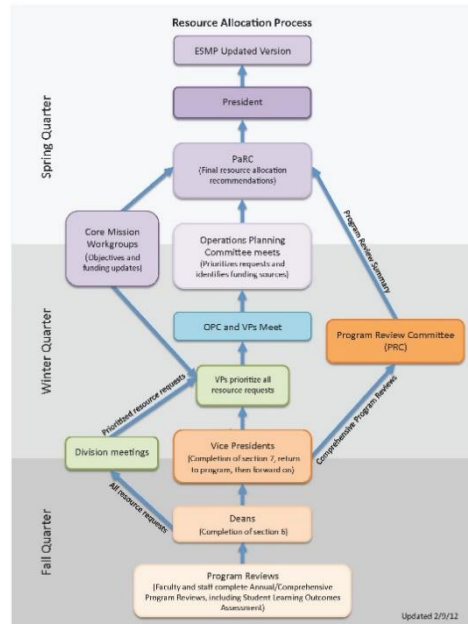 Resource Allocation Process
ESMP Updated Version
President
Spring Quarter
PaRC
(Final resource allocation
recommendations)
Core Mission
Workgroups
(Objectives and
funding updates)
Operations Planning
Committee meets
(Prioritizes requests and
identifies funding sources)
Program Review Summary
Winter Quarter
OPC and VPs Meet
Program Review Committee
(PRC)
VPs prioritize all
resource requests
Prioritized resource requests
Comprehensive Program Reviews
Division meetings
Vice Presidents
(Completion of section 7, return
to program, then forward on)
All resource requests
Fall Quarter
Deans
(Completion of section 6)
Program Reviews
(Faculty and staff complete Annual/Comprehensive
Program Reviews, including Student Learning Outcomes
Assessment)
Updated 2/9/12